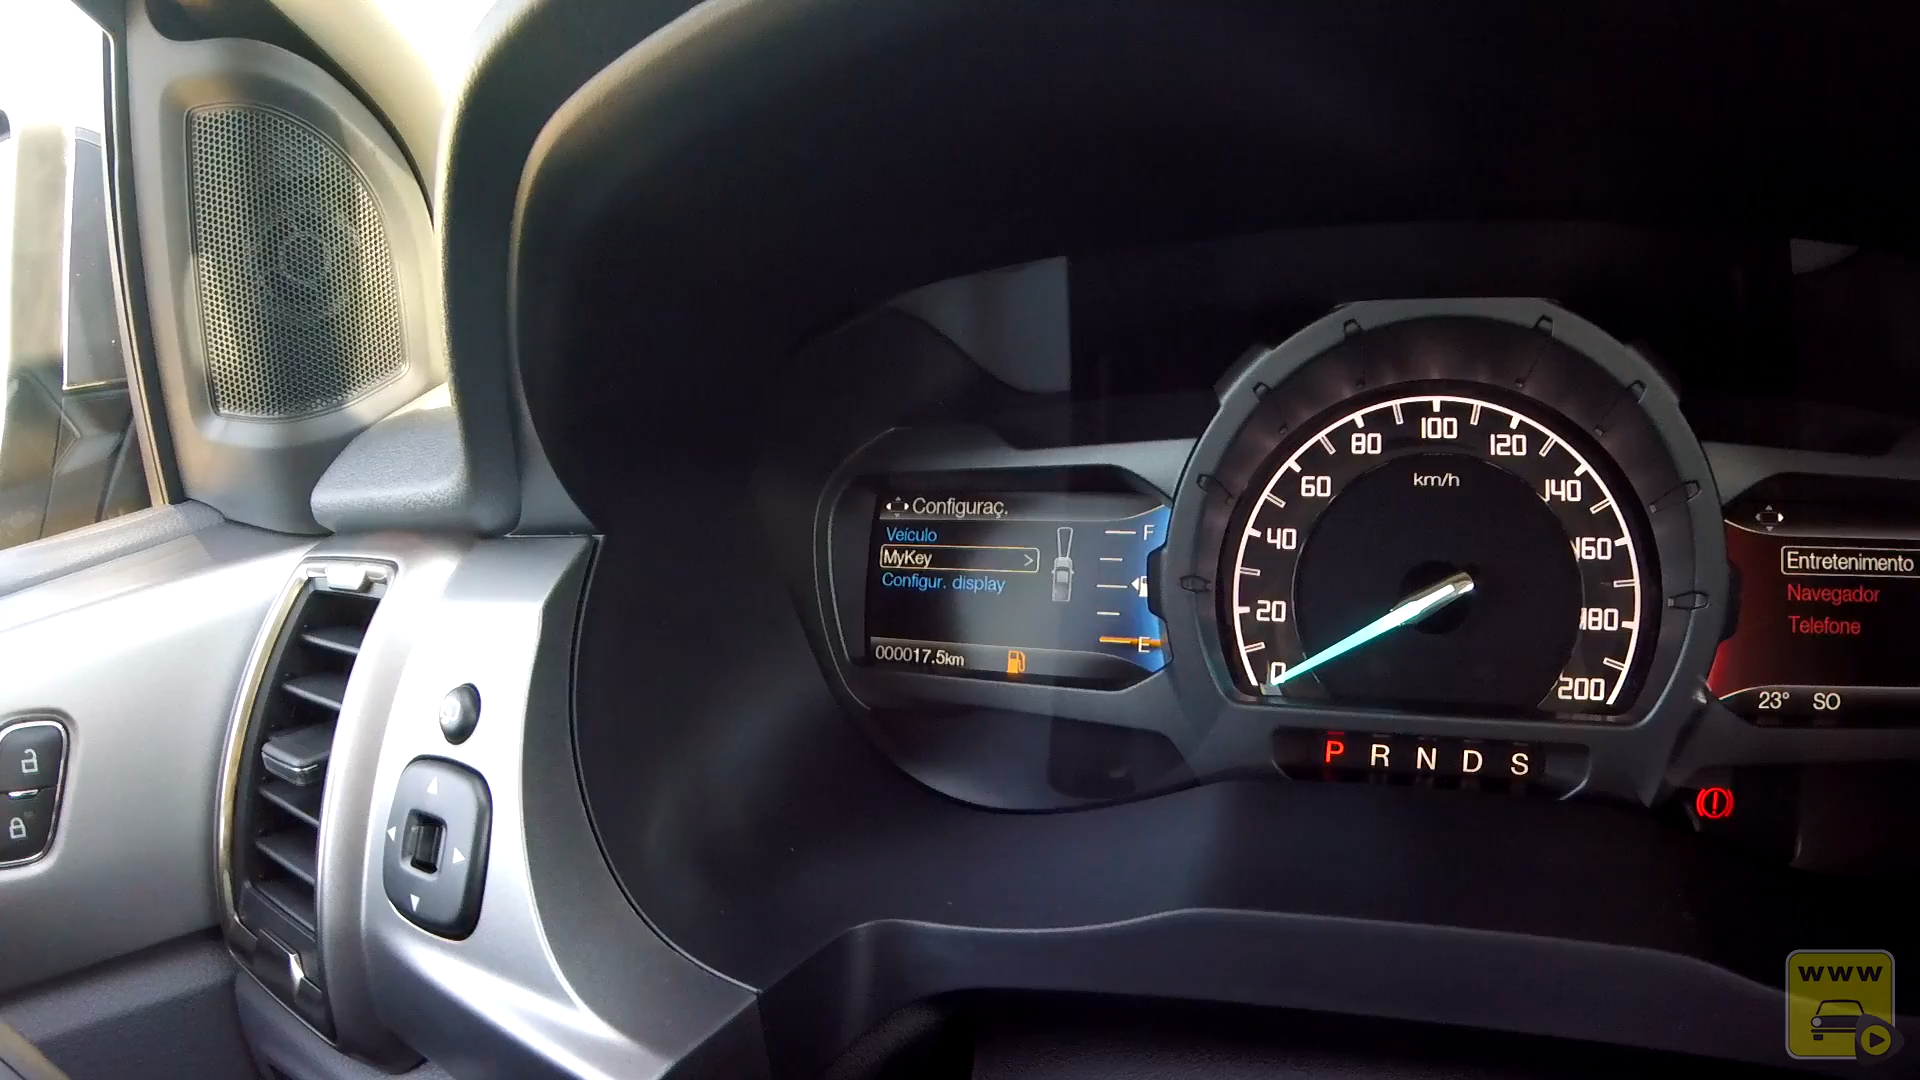 Configuraç.
Veículo
MyKey >
Configur. display
000017.5km
F
E
0
20
40
60
80
100
120
140
160
180
200
km/h
P R N D S
Entretenimento
Navegador
Telefone
23° SO
www